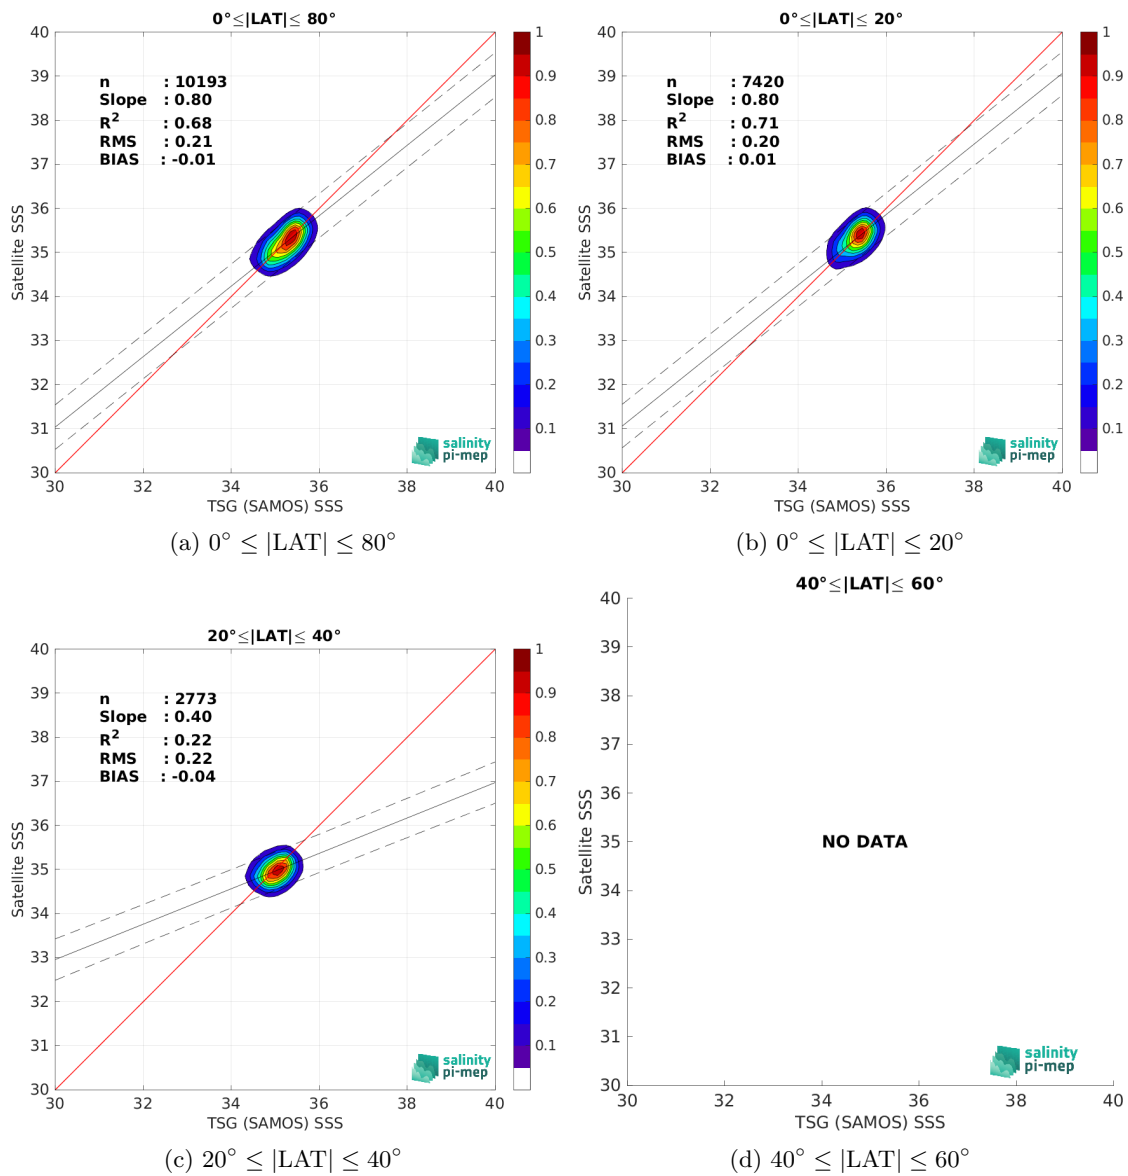 0°≤|LAT|≤ 80°
40
39
38
37
36
35
34
33
32
31
30
Satellite SSS
n : 10193
Slope : 0.80
R2 : 0.68
RMS : 0.21
BIAS : -0.01
salinity
pi-mep
30 32 34 36 38 40
TSG (SAMOS) SSS
1
0.9
0.8
0.7
0.6
0.5
0.4
0.3
0.2
0.1
(a) 0° ≤ |LAT| ≤ 80°
0°≤|LAT|≤ 20°
40
39
38
37
36
35
34
33
32
31
30
Satellite SSS
n : 7420
Slope : 0.80
R2 : 0.71
RMS : 0.20
BIAS : 0.01
salinity
pi-mep
30 32 34 36 38 40
TSG (SAMOS) SSS
1
0.9
0.8
0.7
0.6
0.5
0.4
0.3
0.2
0.1
(b) 0° ≤ |LAT| ≤ 20°
20°≤|LAT|≤ 40°
40
39
38
37
36
35
34
33
32
31
30
Satellite SSS
n : 2773
Slope : 0.40
R2 : 0.22
RMS : 0.22
BIAS : -0.04
salinity
pi-mep
30 32 34 36 38 40
TSG (SAMOS) SSS
1
0.9
0.8
0.7
0.6
0.5
0.4
0.3
0.2
0.1
(c) 20° ≤ |LAT| ≤ 40°
40°≤|LAT|≤ 60°
40
39
38
37
36
35
34
33
32
31
30
Satellite SSS
NO DATA
salinity
pi-mep
30 32 34 36 38 40
TSG (SAMOS) SSS
(d) 40° ≤ |LAT| ≤ 60°